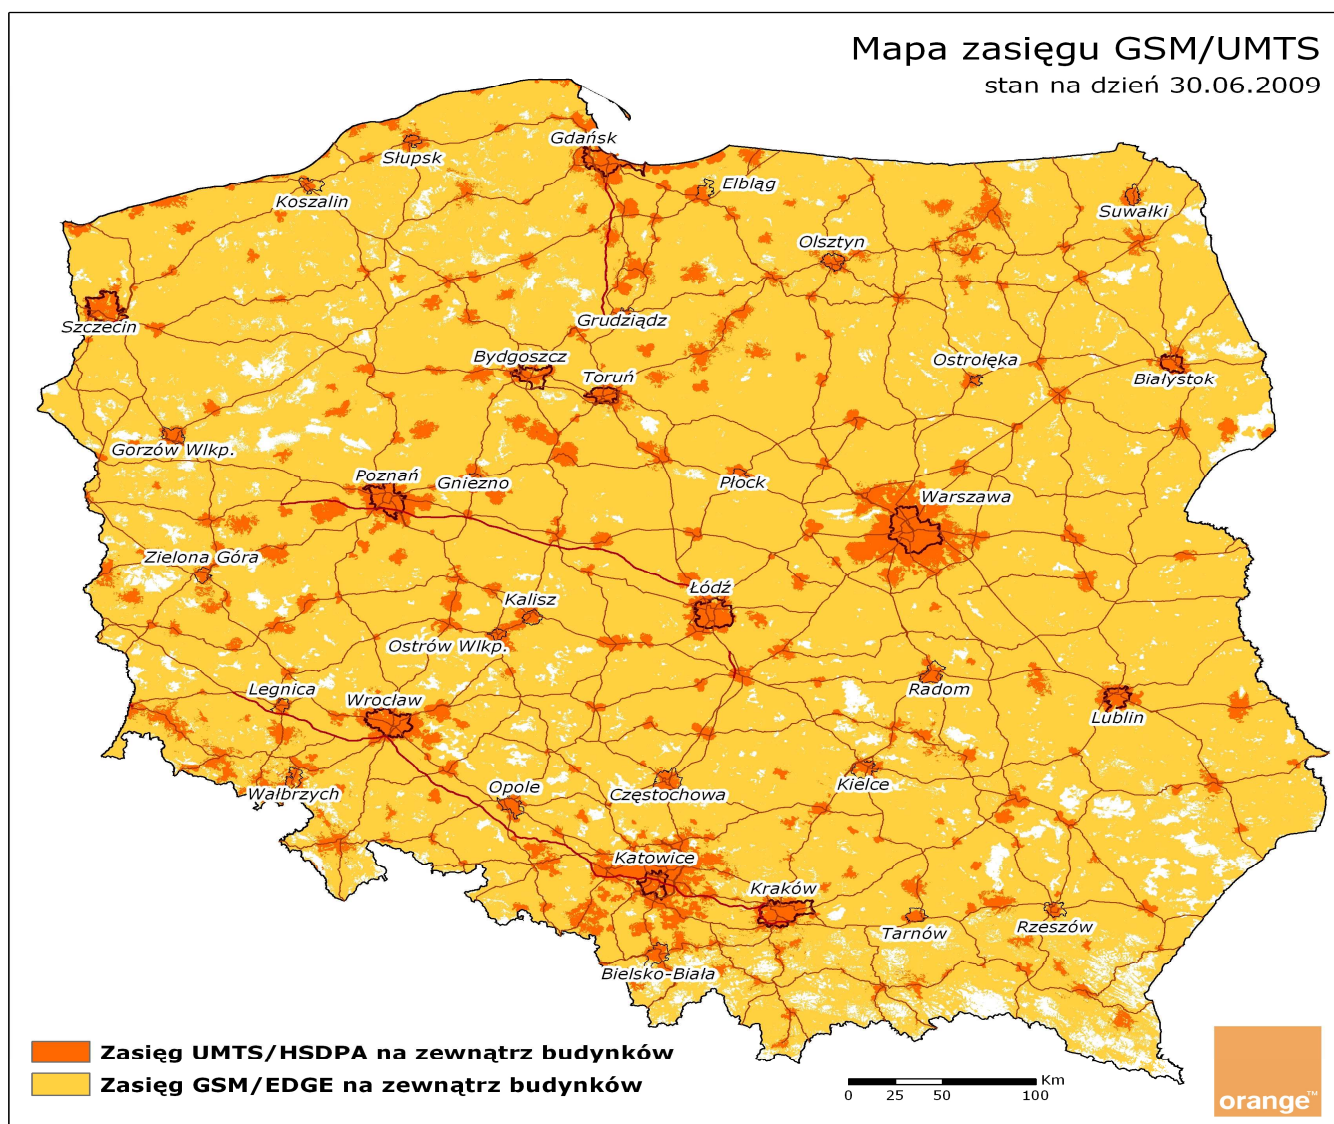 Mapa zasięgu GSM/UMTS
stan na dzień 30.06.2009
Gdańsk
Słupsk
Elbląg
Koszalin
Suwałki
Olsztyn
Szczecin
Grudziądz
Bydgoszcz
Ostrołęka
Toruń
Białystok
Gorzów Wlkp.
Poznań
Gniezno
Płock
Warszawa
Zielona Góra
Łódź
Kalisz
Ostrów Wlkp.
Legnica
Wrocław
Radom
Lublin
Wałbrzych
Opole
Częstochowa
Kielce
Katowice
Kraków
Tarnów
Rzeszów
Bielsko-Biała
Zasięg UMTS/HSDPA na zewnątrz budynków
Zasięg GSM/EDGE na zewnątrz budynków
Km
0 25 50 100
orange™